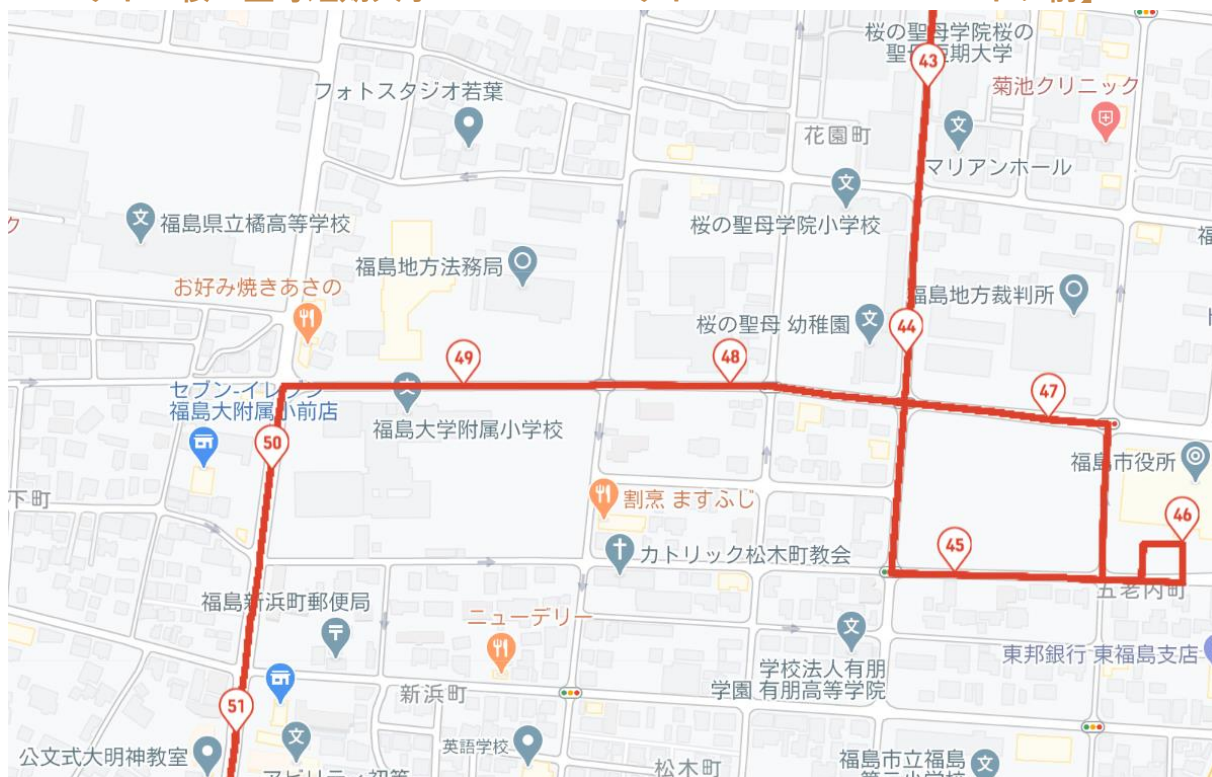 桜の聖母学院桜の
聖母短期大学
43
フォトスタジオ若葉
菊池クリニック
花園町
マリアンホール
福島県立橘高等学校
桜の聖母学院小学校
ク
福
福島地方法務局
お好み焼きあさの
福島地方裁判所
桜の聖母 幼稚園
44
49
48
47
セブン-イレブン
福島大附属小前店
福島大学附属小学校
50
福島市役所
下町
割烹 ますふじ
46
45
カトリック松木町教会
五老内町
福島新浜町郵便局
ニューデリー
学校法人有朋
学園 有朋高等学院
東邦銀行 東福島支店
新浜町
51
公文式大明神教室
英語学校
松木町
福島市立福島